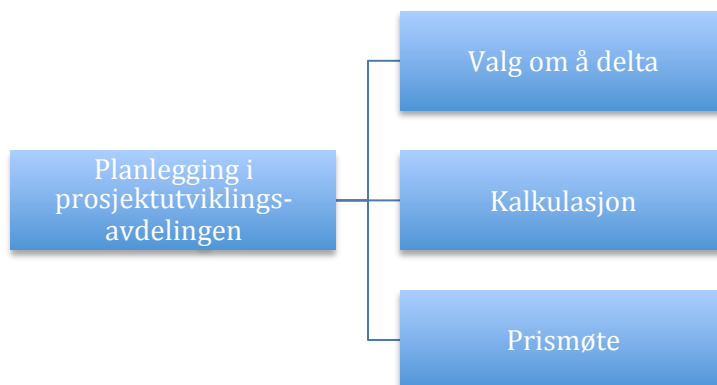 Valg om å delta
Planlegging i
prosjektutviklings-
avdelingen
Kalkulasjon
Prismøte